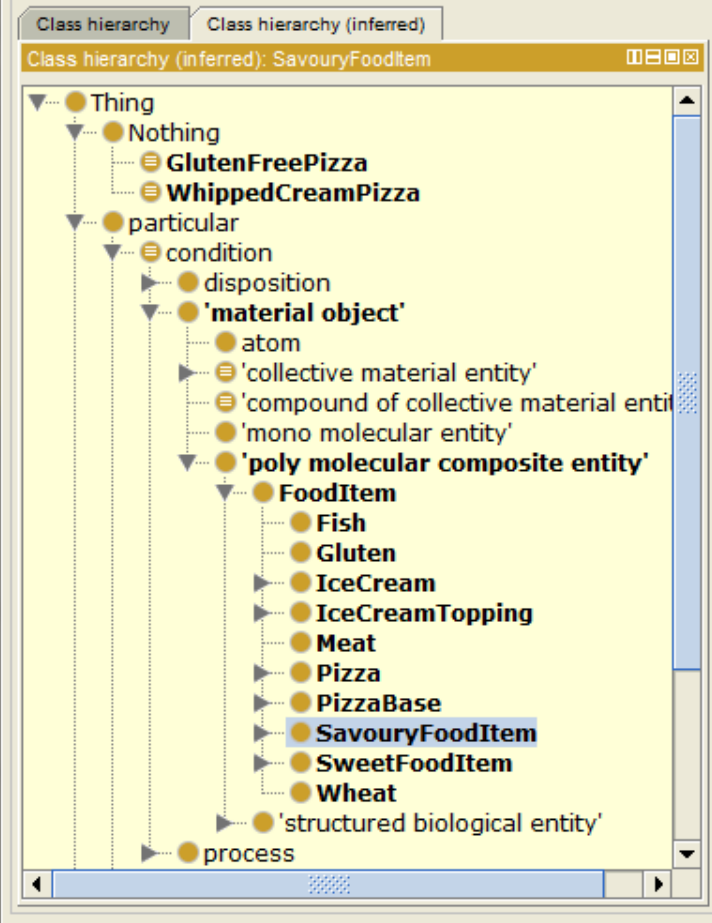 Class hierarchy Class hierarchy (inferred)
Class hierarchy (inferred): SavouryFoodItem
Thing
Nothing
GlutenFreePizza
WhippedCreamPizza
particular
condition
disposition
'material object'
atom
'collective material entity'
'compound of collective material entit
'mono molecular entity'
'poly molecular composite entity'
FoodItem
Fish
Gluten
IceCream
IceCreamTopping
Meat
Pizza
PizzaBase
SavouryFoodItem
SweetFoodItem
Wheat
'structured biological entity'
process